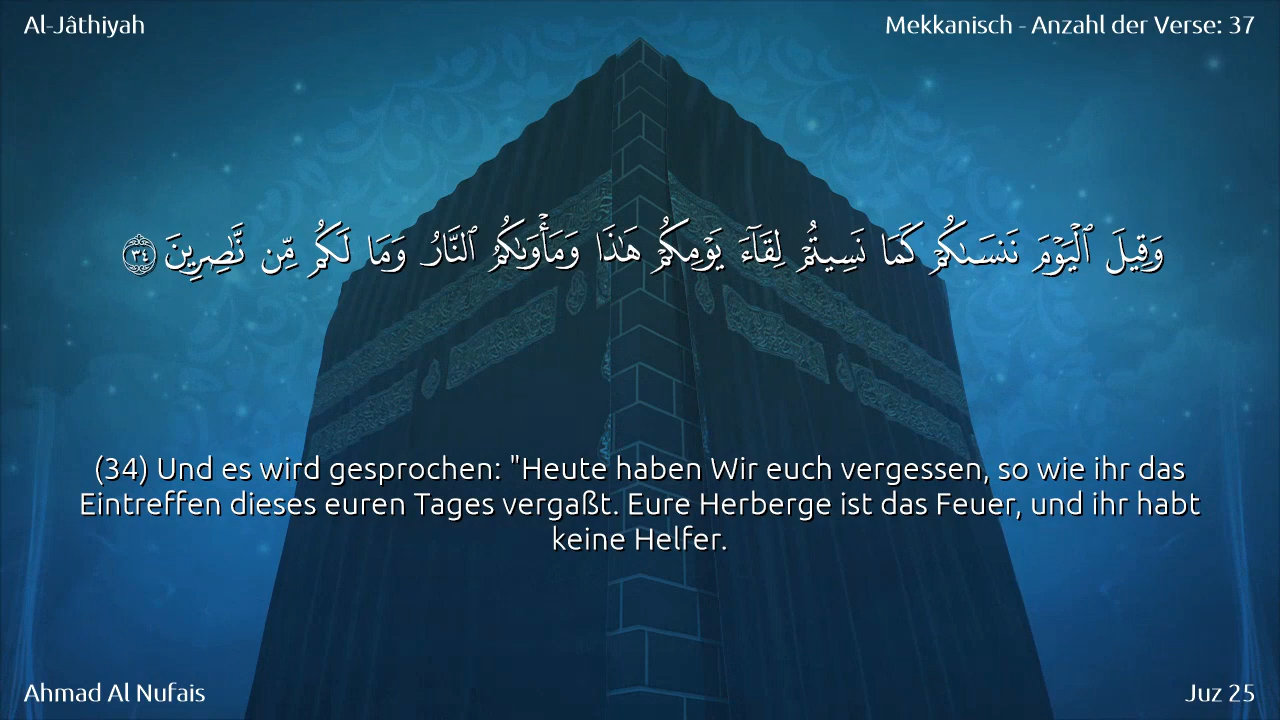 Al-Jâthiyah
Mekkanisch - Anzahl der Verse: 37
وَقِيلَ ٱلْيَوْمَ نَنسَىٰكُمْ كَمَا نَسِيتُمْ لِقَآءَ يَوْمِكُمْ هَٰذَا وَمَأْوَىٰكُمُ ٱلنَّارُ وَمَا لَكُم مِّن نَّٰصِرِينَ ٣٤
(34) Und es wird gesprochen: "Heute haben Wir euch vergessen, so wie ihr das
Eintreffen dieses euren Tages vergaßt. Eure Herberge ist das Feuer, und ihr habt
keine Helfer.
Ahmad Al Nufais
Juz 25